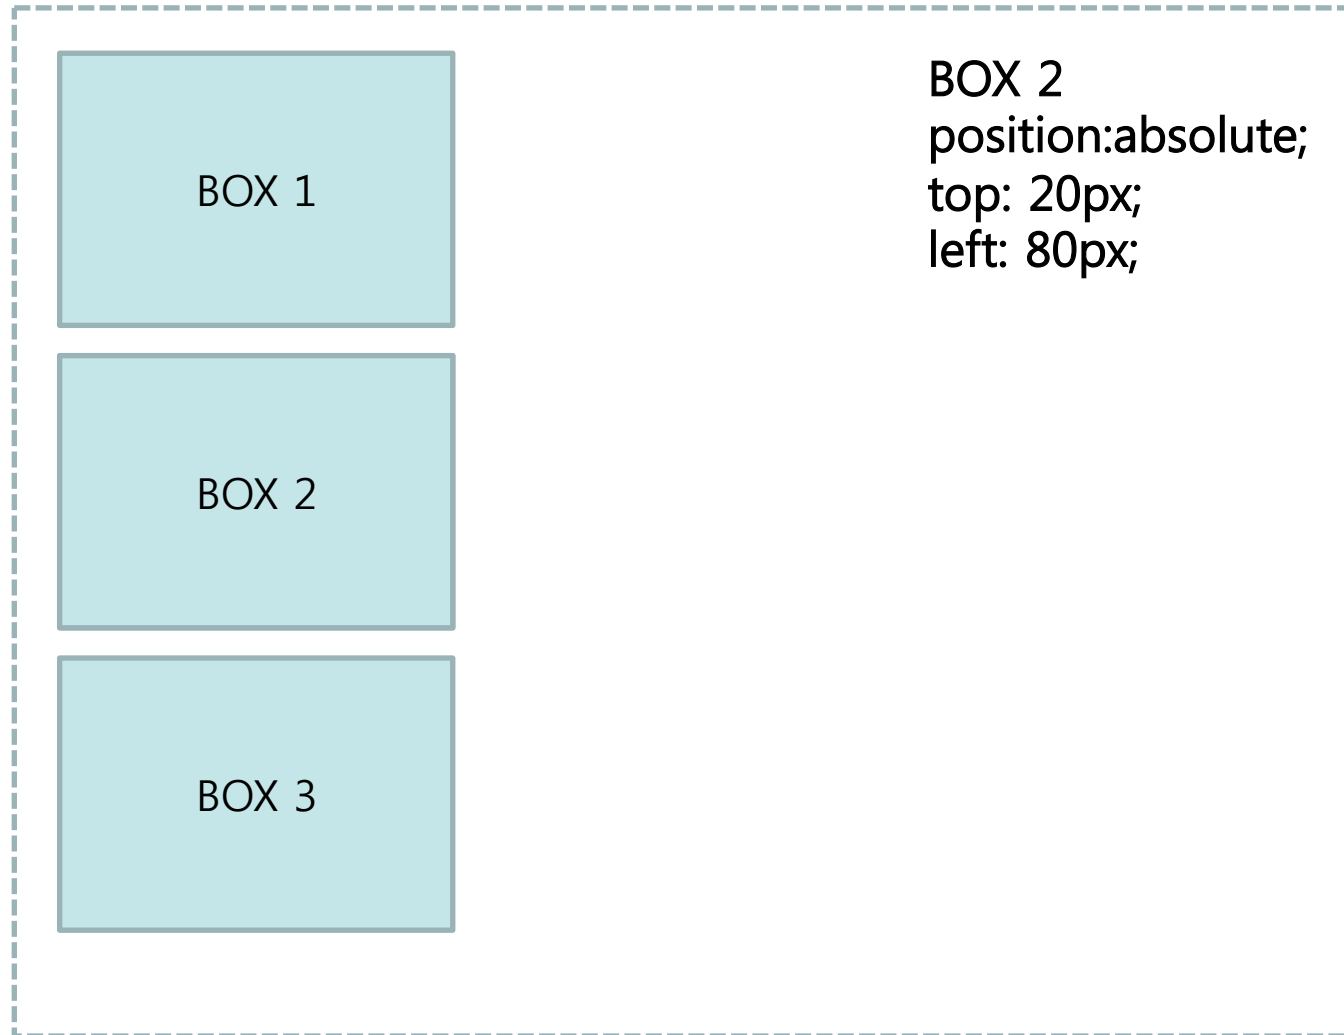 BOX 1
BOX 2
BOX 3
BOX 2
position:absolute;
top: 20px;
left: 80px;